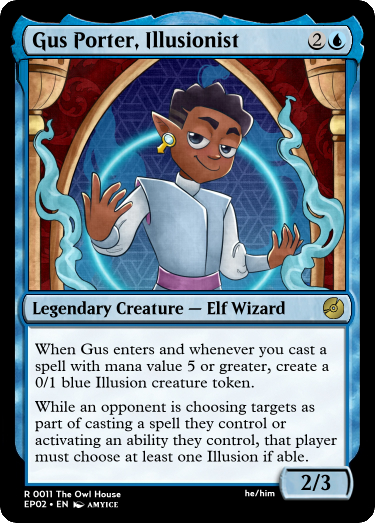 Gus Porter, Illusionist 2
Legendary Creature — Elf Wizard
When Gus enters and whenever you cast a
spell with mana value 5 or greater, create a
0/1 blue Illusion creature token.
While an opponent is choosing targets as
part of casting a spell they control or
activating an ability they control, that player
must choose at least one Illusion if able.
2/3
R 0011 The Owl House he/him
EP02 • EN AMYICE